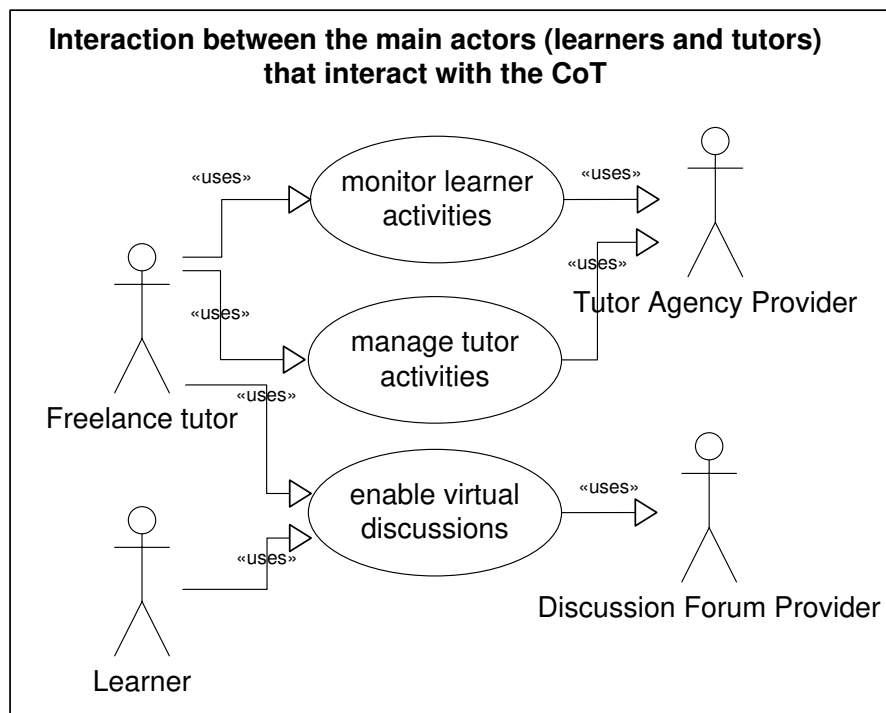 Interaction between the main actors (learners and tutors)
that interact with the CoT
«uses»
monitor learner
activities
«uses»
Tutor Agency Provider
«uses»
manage tutor
activities
«uses»
Freelance tutor
«uses»
enable virtual
discussions
«uses»
Discussion Forum Provider
«uses»
Learner